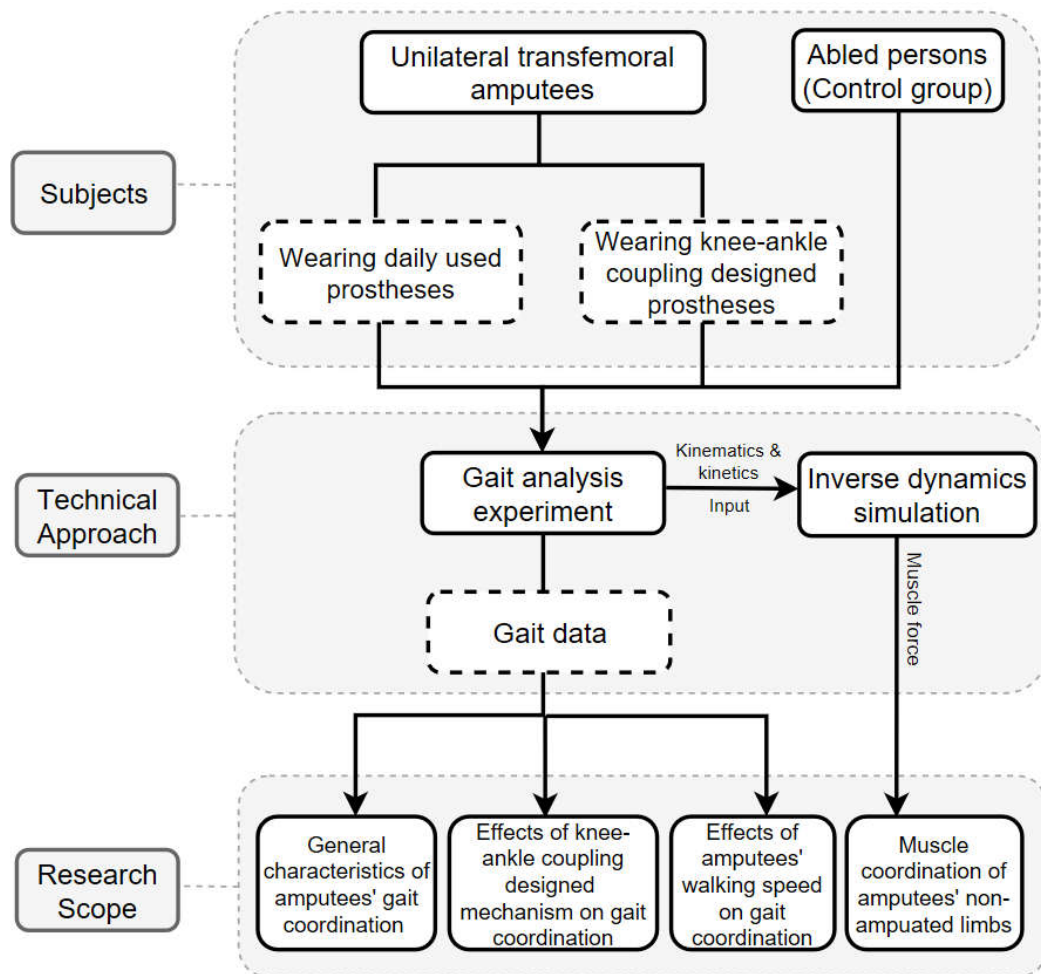 Unilateral transfemoral
amputees
Abled persons
(Control group)
Subjects
Wearing daily used
prostheses
Wearing knee-ankle
coupling designed
prostheses
Technical
Approach
Gait analysis
experiment
Kinematics &
kinetics
Input
Inverse dynamics
simulation
Muscle force
Gait data
Research
Scope
General
characteristics of
amputees' gait
coordination
Effects of knee-
ankle coupling
designed
mechanism on gait
coordination
Effects of
amputees'
walking speed
on gait
coordination
Muscle
coordination of
amputees' non-
ampuated limbs